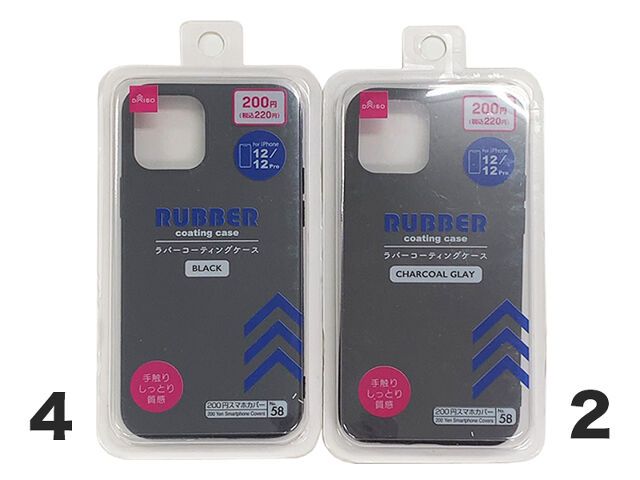 DAISO
200円
(税込220円)
for iPhone
12/
12 Pro
RUBBER
coating case
ラバーコーティングケース
BLACK
手触り
しっとり
質感
200円スマホカバー
200 Yen Smartphone Covers
No.
58
4
DAISO
200円
(税込220円)
for iPhone
12/
12 Pro
RUBBER
coating case
ラバーコーティングケース
CHARCOAL GLAY
手触り
しっとり
質感
200円スマホカバー
200 Yen Smartphone Covers
No.
58
2